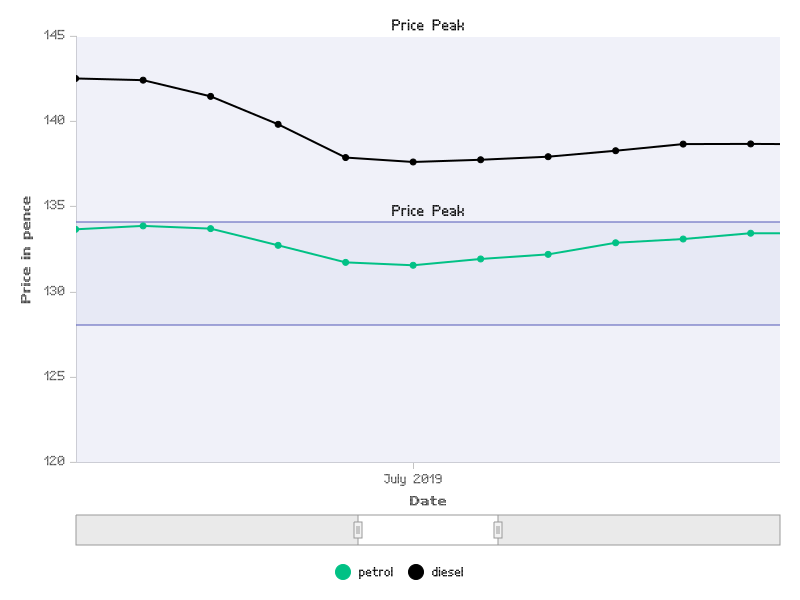 Price Peak
145
140
135
Price Peak
130
125
120
Price in pence
July 2019
Date
petrol
diesel